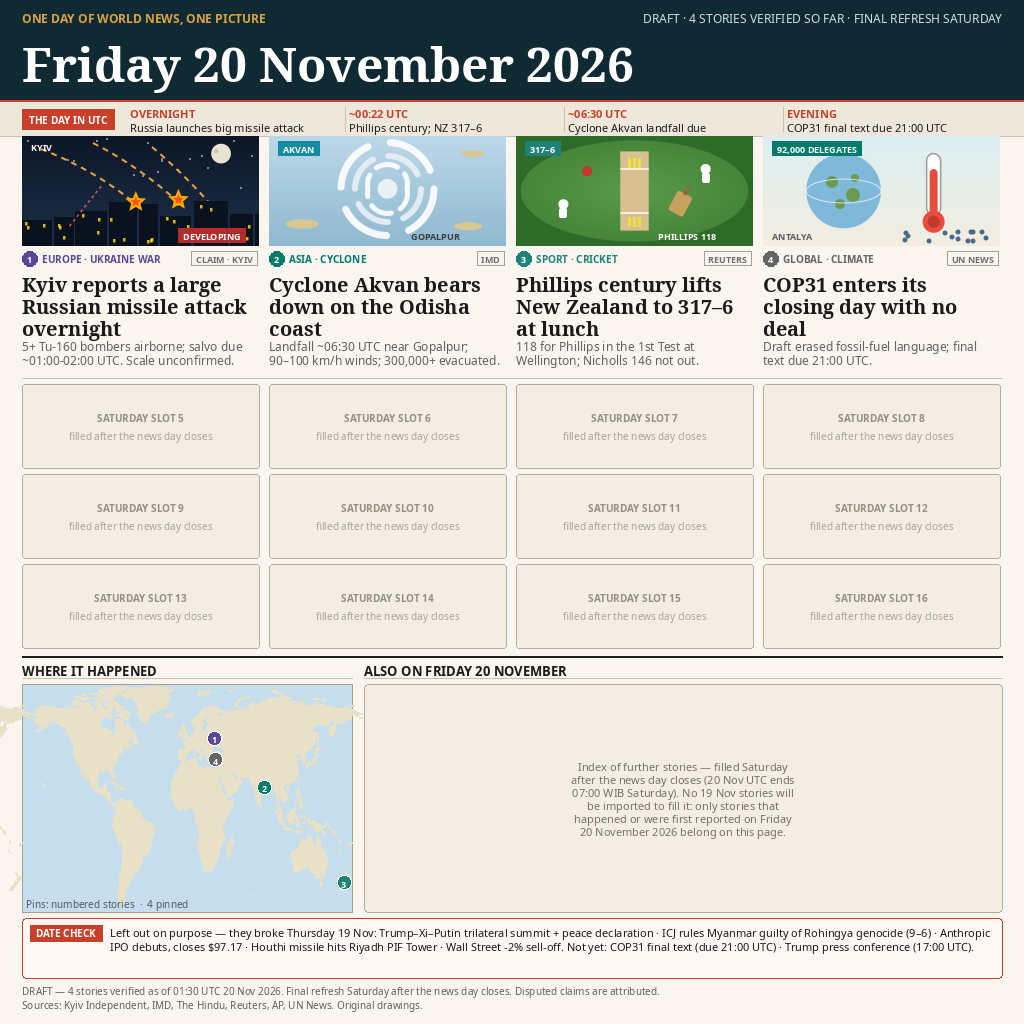 ONE DAY OF WORLD NEWS, ONE PICTURE
DRAFT · 4 STORIES VERIFIED SO FAR · FINAL REFRESH SATURDAY
Friday 20 November 2026
THE DAY IN UTC
OVERNIGHT
Russia launches big missile attack
~00:22 UTC
Phillips century; NZ 317–6
~06:30 UTC
Cyclone Akvan landfall due
EVENING
COP31 final text due 21:00 UTC
KYIV
DEVELOPING
1 EUROPE · UKRAINE WAR
CLAIM · KYIV
Kyiv reports a large
Russian missile attack
overnight
5+ Tu-160 bombers airborne; salvo due
~01:00-02:00 UTC. Scale unconfirmed.
AKVAN
GOPALPUR
2 ASIA · CYCLONE
IMD
Cyclone Akvan bears
down on the Odisha
coast
Landfall ~06:30 UTC near Gopalpur;
90–100 km/h winds; 300,000+ evacuated.
317–6
PHILLIPS 118
3 SPORT · CRICKET
REUTERS
Phillips century lifts
New Zealand to 317–6
at lunch
118 for Phillips in the 1st Test at
Wellington; Nicholls 146 not out.
92,000 DELEGATES
ANTALYA
4 GLOBAL · CLIMATE
UN NEWS
COP31 enters its
closing day with no
deal
Draft erased fossil-fuel language; final
text due 21:00 UTC.
SATURDAY SLOT 5
filled after the news day closes
SATURDAY SLOT 6
filled after the news day closes
SATURDAY SLOT 7
filled after the news day closes
SATURDAY SLOT 8
filled after the news day closes
SATURDAY SLOT 9
filled after the news day closes
SATURDAY SLOT 10
filled after the news day closes
SATURDAY SLOT 11
filled after the news day closes
SATURDAY SLOT 12
filled after the news day closes
SATURDAY SLOT 13
filled after the news day closes
SATURDAY SLOT 14
filled after the news day closes
SATURDAY SLOT 15
filled after the news day closes
SATURDAY SLOT 16
filled after the news day closes
WHERE IT HAPPENED
1
4
2
3
Pins: numbered stories · 4 pinned
ALSO ON FRIDAY 20 NOVEMBER
Index of further stories — filled Saturday
after the news day closes (20 Nov UTC ends
07:00 WIB Saturday). No 19 Nov stories will
be imported to fill it: only stories that
happened or were first reported on Friday
20 November 2026 belong on this page.
DATE CHECK
Left out on purpose — they broke Thursday 19 Nov: Trump–Xi–Putin trilateral summit + peace declaration · ICJ rules Myanmar guilty of Rohingya genocide (9–6) · Anthropic
IPO debuts, closes $97.17 · Houthi missile hits Riyadh PIF Tower · Wall Street -2% sell-off. Not yet: COP31 final text (due 21:00 UTC) · Trump press conference (17:00 UTC).
DRAFT — 4 stories verified as of 01:30 UTC 20 Nov 2026. Final refresh Saturday after the news day closes. Disputed claims are attributed.
Sources: Kyiv Independent, IMD, The Hindu, Reuters, AP, UN News. Original drawings.